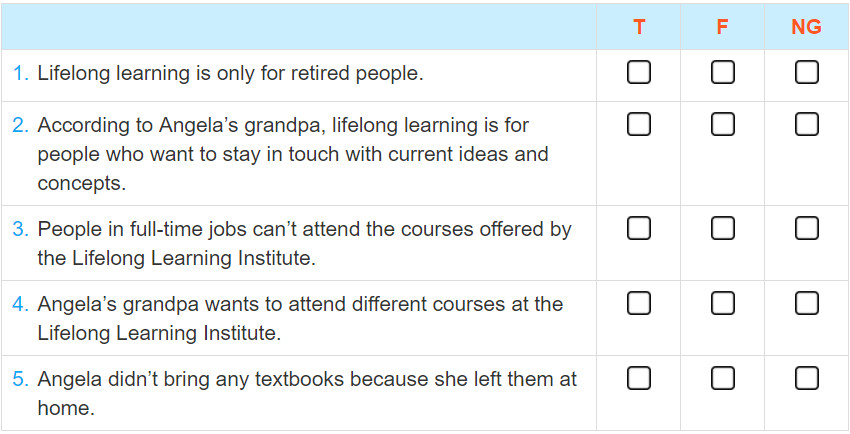 T F NG
1. Lifelong learning is only for retired people.
2. According to Angela’s grandpa, lifelong learning is for
people who want to stay in touch with current ideas and
concepts.
3. People in full-time jobs can’t attend the courses offered by
the Lifelong Learning Institute.
4. Angela’s grandpa wants to attend different courses at the
Lifelong Learning Institute.
5. Angela didn’t bring any textbooks because she left them at
home.